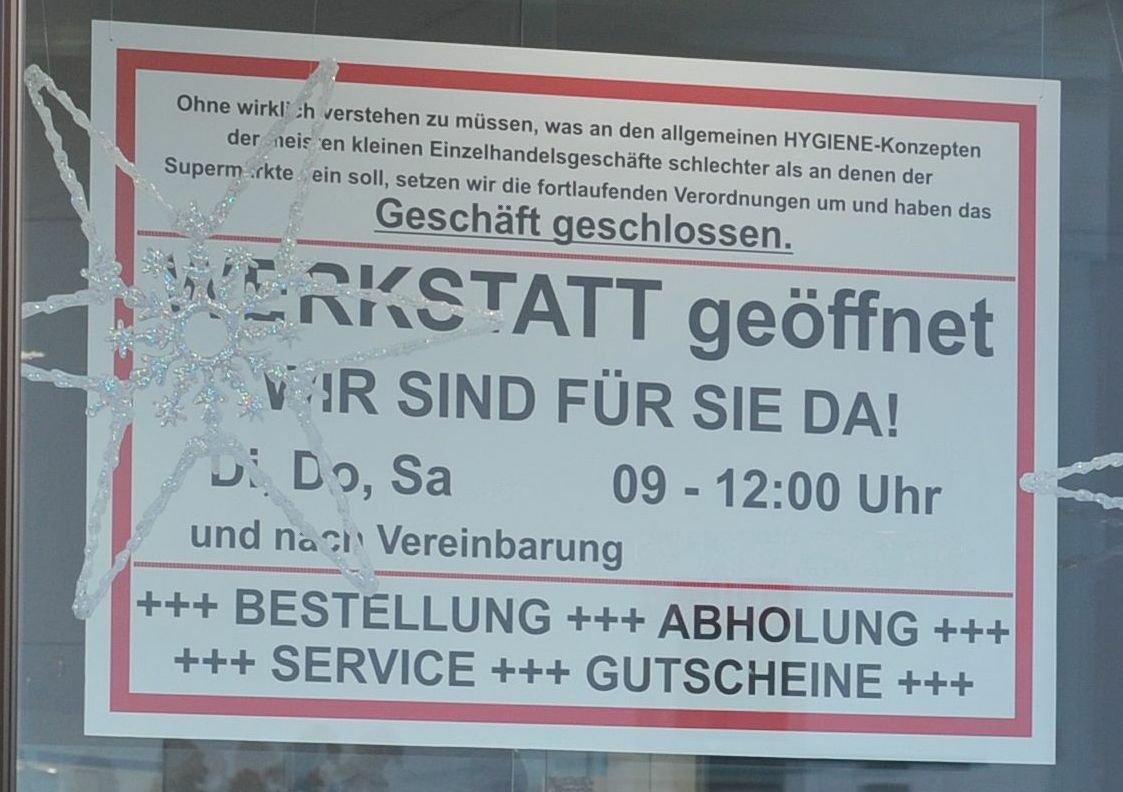 Ohne wirklich verstehen zu müssen, was an den allgemeinen HYGIENE-Konzepten
der meisten kleinen Einzelhandelsgeschäfte schlechter als an denen der
Supermärkte sein soll, setzen wir die fortlaufenden Verordnungen um und haben das
Geschäft geschlossen.
WERKSTATT geöffnet
WIR SIND FÜR SIE DA!
Di, Do, Sa 09 - 12:00 Uhr
und nach Vereinbarung
+++ BESTELLUNG +++ ABHOLUNG +++
+++ SERVICE +++ GUTSCHEINE +++